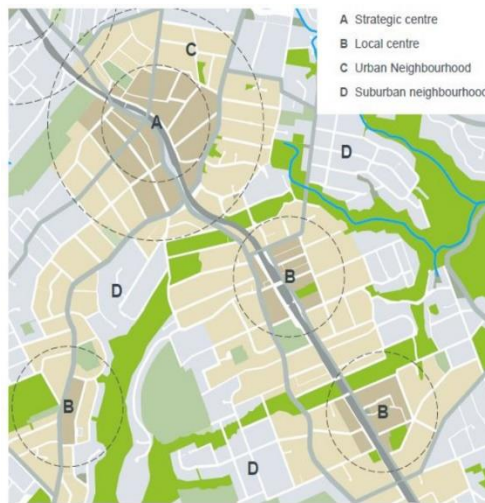 A Strategic centre
B Local centre
C Urban Neighbourhood
D Suburban neighbourhood
C
A
D
B
D
B
B
D